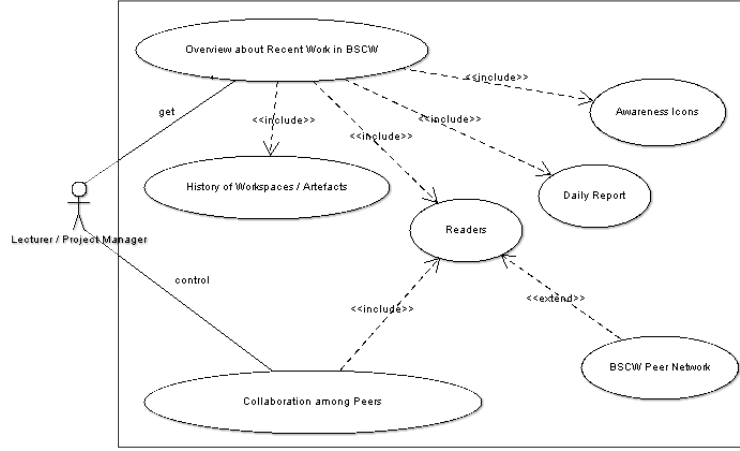 Overview about Recent Work in BSCW
<<include>>
Awareness Icons
get
<<include>>
<<include>>
<<include>>
History of Workspaces / Artefacts
Daily Report
Readers
Lecturer / Project Manager
control
<<include>>
<<extend>>
BSCW Peer Network
Collaboration among Peers